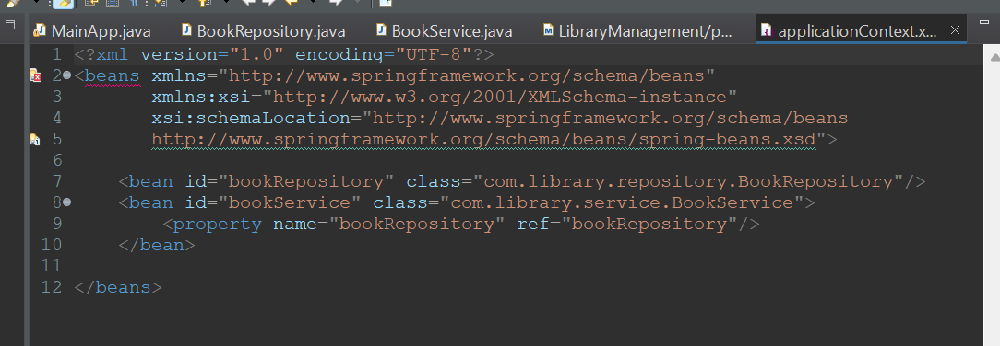 MainApp.java
BookRepository.java
BookService.java
LibraryManagement/p...
applicationContext.x...
1 <?xml version="1.0" encoding="UTF-8"?>
2 <beans xmlns="http://www.springframework.org/schema/beans"
3 xmlns:xsi="http://www.w3.org/2001/XMLSchema-instance"
4 xsi:schemaLocation="http://www.springframework.org/schema/beans
5 http://www.springframework.org/schema/beans/spring-beans.xsd">
6
7 <bean id="bookRepository" class="com.library.repository.BookRepository"/>
8 <bean id="bookService" class="com.library.service.BookService">
9 <property name="bookRepository" ref="bookRepository"/>
10 </bean>
11
12 </beans>